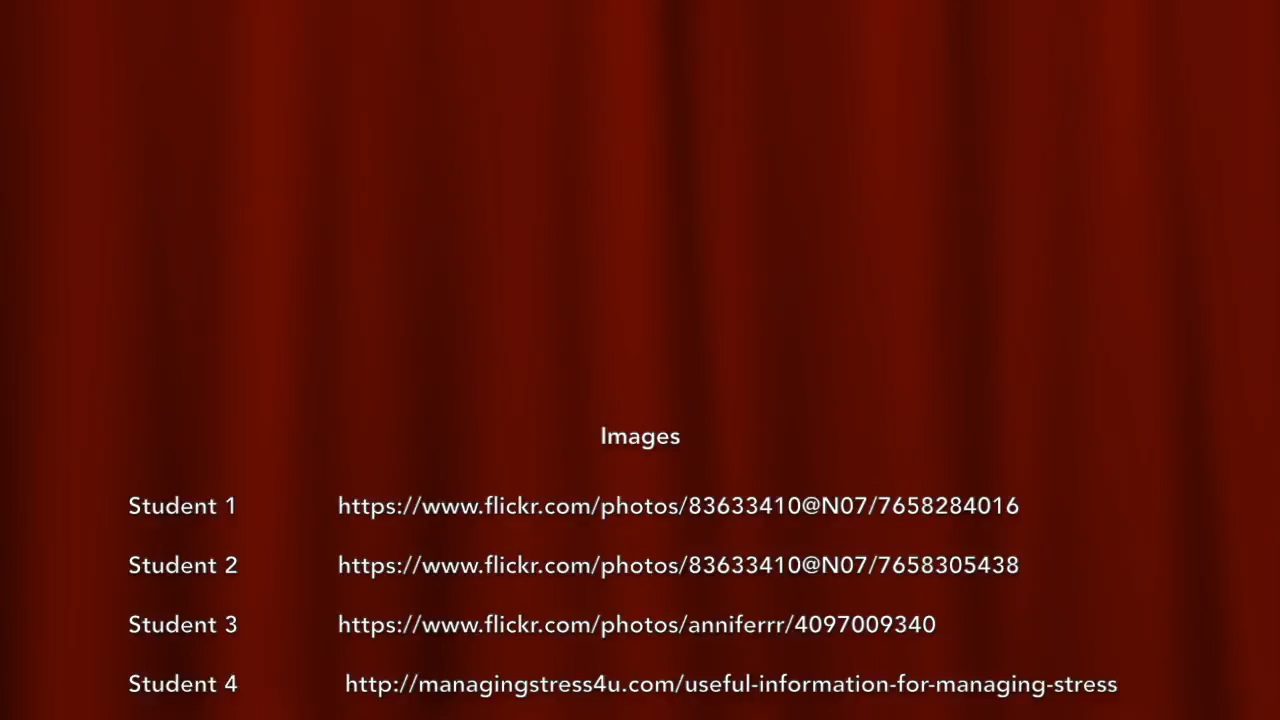 Images
Student 1 https://www.flickr.com/photos/83633410@N07/7658284016
Student 2 https://www.flickr.com/photos/83633410@N07/7658305438
Student 3 https://www.flickr.com/photos/anniferrr/4097009340
Student 4 http://managingstress4u.com/useful-information-for-managing-stress